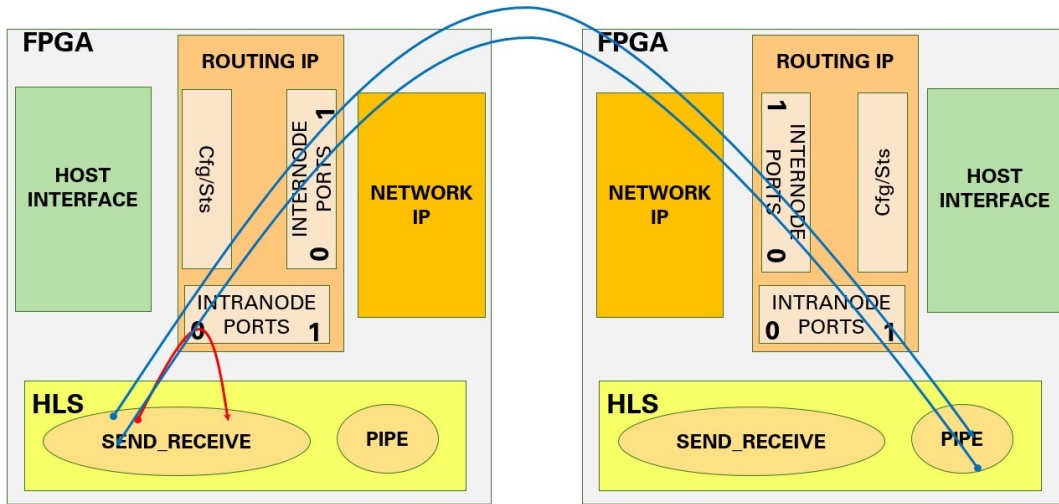 FPGA
ROUTING IP
HOST
INTERFACE
Cfg/Sts
INTERNODE
PORTS
1
0
NETWORK
IP
INTRANODE
PORTS
0
1
HLS
SEND_RECEIVE
PIPE
FPGA
ROUTING IP
NETWORK
IP
1
INTERNODE
PORTS
0
Cfg/Sts
HOST
INTERFACE
INTRANODE
PORTS
0
1
HLS
SEND_RECEIVE
PIPE